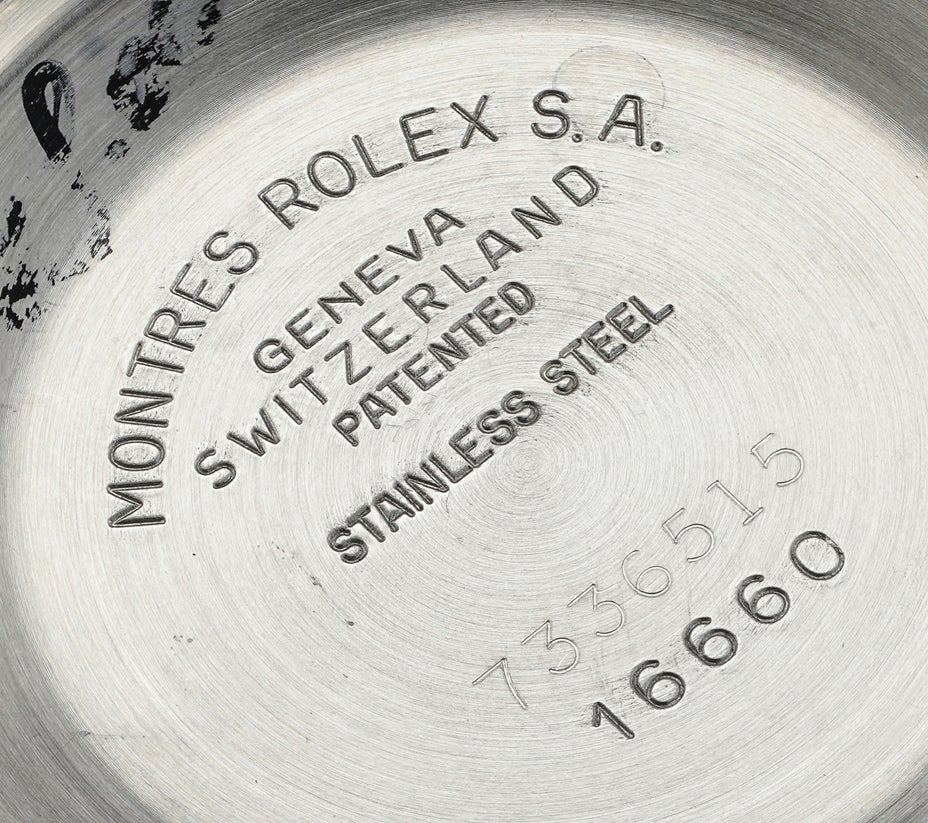 MONTRES ROLEX S.A.
GENEVA
SWITZERLAND
PATENTED
STAINLESS STEEL
7336515
16660